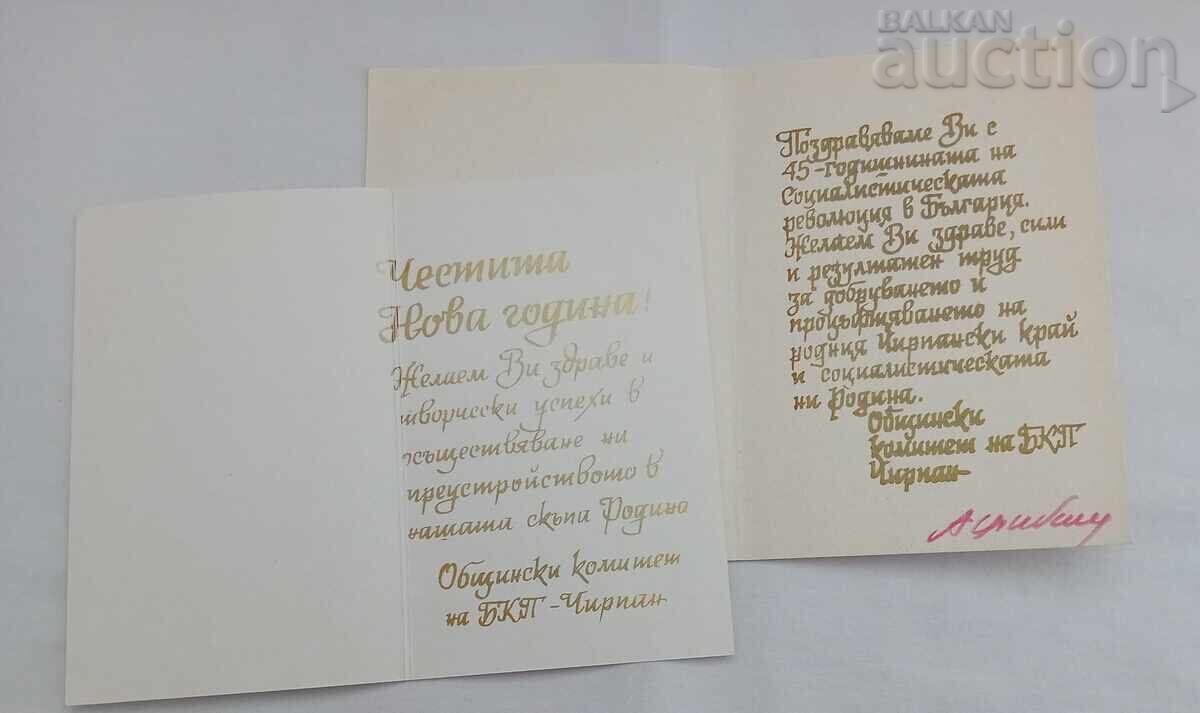 BALKAN
auction
Поздравяваме Ви с
45-годишнината на
Социалистическата
революция в България.
Желаем Ви здраве, сили
и резултатен труд
за добруването и
процъфтяването на
родния Чирпански край
и социалистическата
ни Родина.
Общински
комитет на БКП
Чирпан
Честита
Нова година!
Желаем Ви здраве и
творчески успехи в
осъществяване на
преустройството в
нашата скъпа Родина
Общински комитет
на БКП - Чирпан